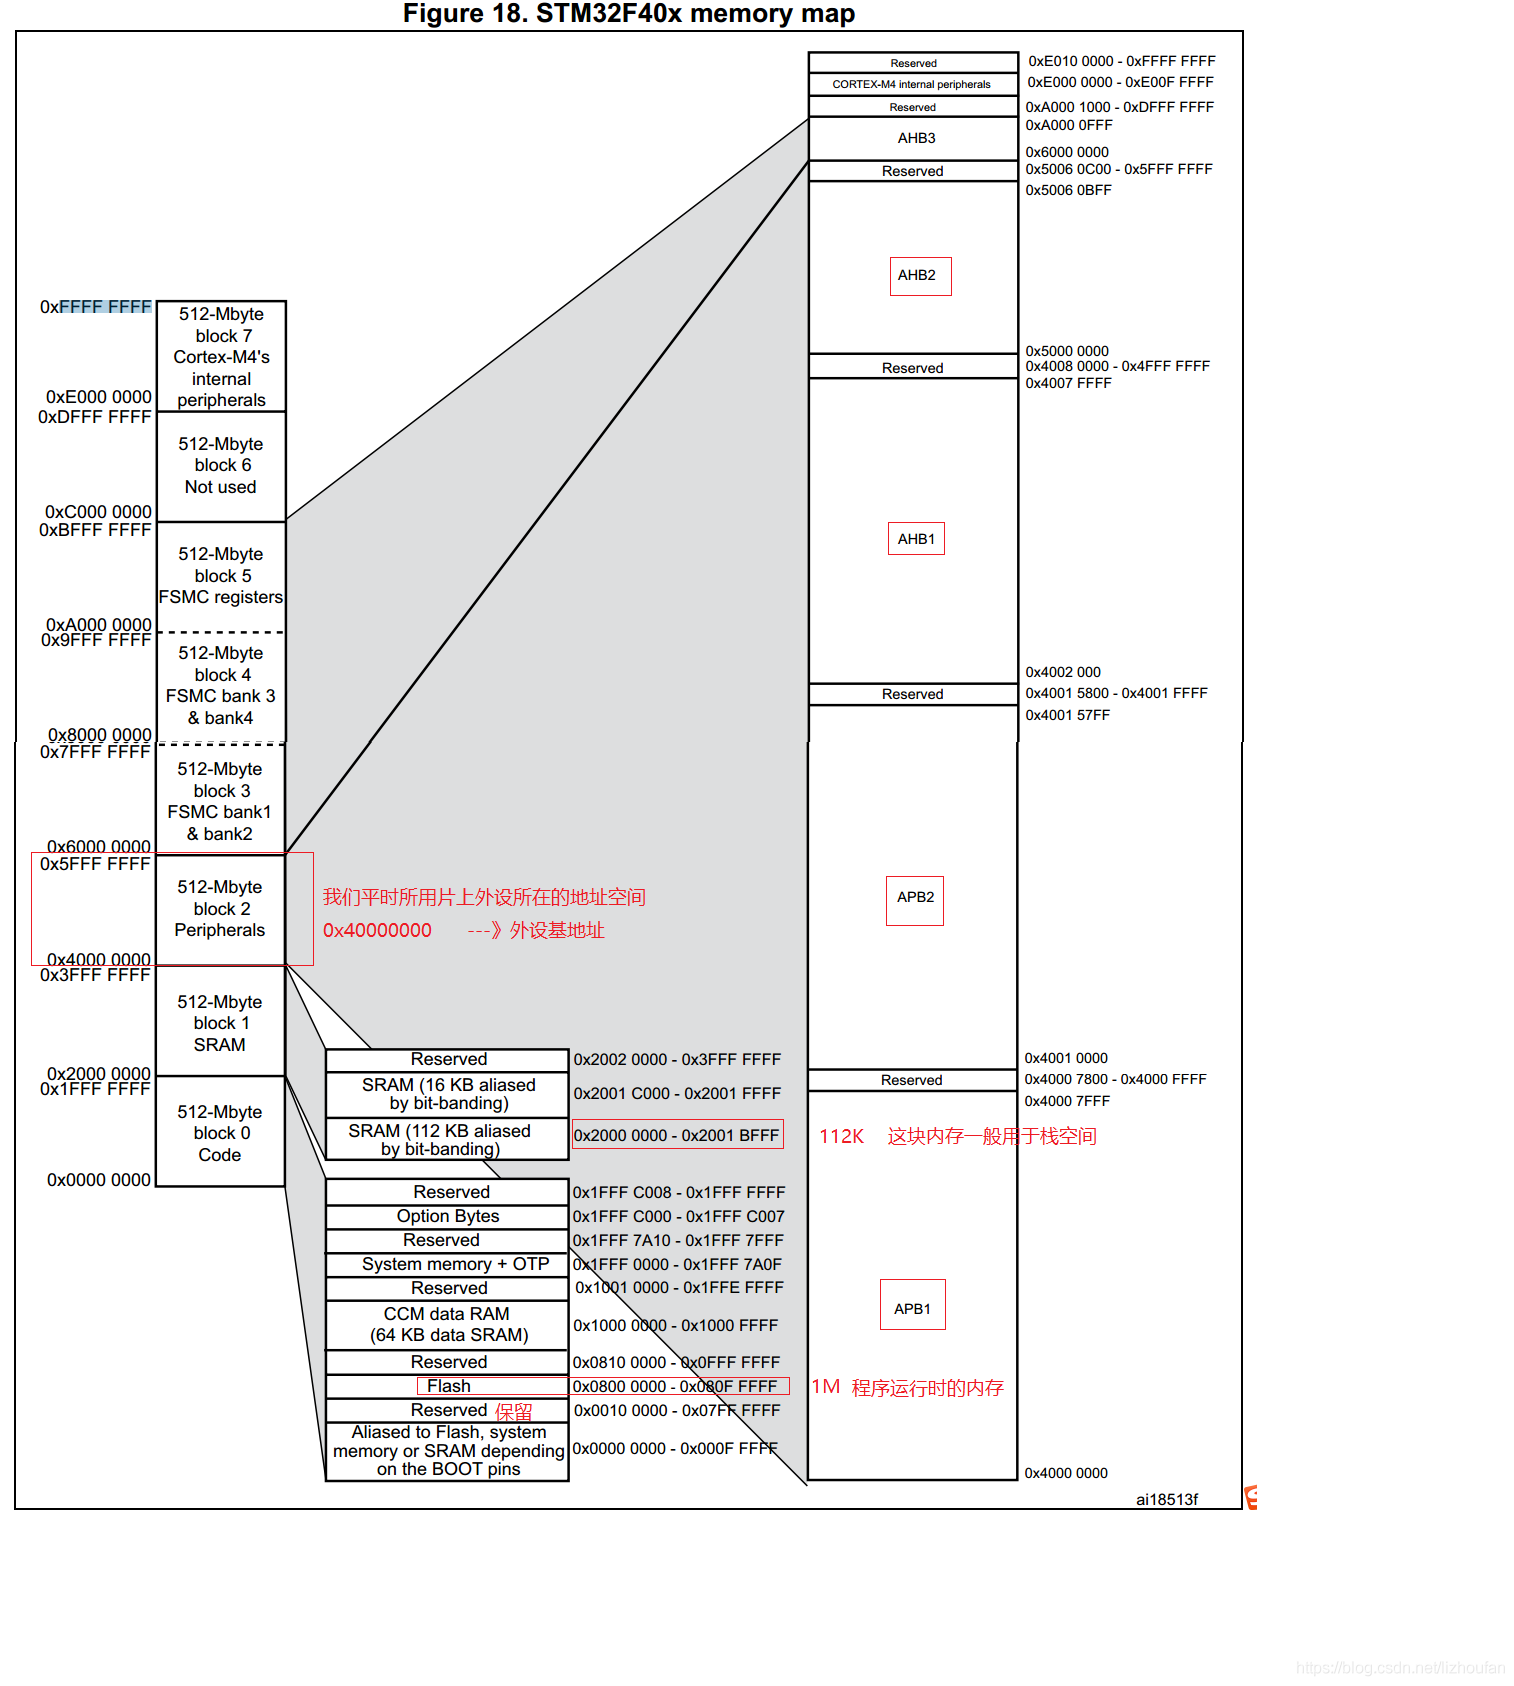 Figure 18. STM32F40x memory map
0xFFFF FFFF
512-Mbyte
block 7
Cortex-M4's
internal
peripherals
0xE000 0000
0xDFFF FFFF
512-Mbyte
block 6
Not used
0xC000 0000
0xBFFF FFFF
512-Mbyte
block 5
FSMC registers
0xA000 0000
0x9FFF FFFF
512-Mbyte
block 4
FSMC bank 3
& bank4
0x8000 0000
0x7FFF FFFF
512-Mbyte
block 3
FSMC bank1
& bank2
0x6000 0000
0x5FFF FFFF
512-Mbyte
block 2
Peripherals
0x4000 0000
0x3FFF FFFF
512-Mbyte
block 1
SRAM
0x2000 0000
0x1FFF FFFF
512-Mbyte
block 0
Code
0x0000 0000
我们平时所用片上外设所在的地址空间
0x40000000 ---》外设基地址
Reserved 0x2002 0000 - 0x3FFF FFFF
SRAM (16 KB aliased
by bit-banding)
0x2001 C000 - 0x2001 FFFF
SRAM (112 KB aliased
by bit-banding)
0x2000 0000 - 0x2001 BFFF
112K 这块内存一般用于栈空间
Reserved 0x1FFF C008 - 0x1FFF FFFF
Option Bytes 0x1FFF C000 - 0x1FFF C007
Reserved 0x1FFF 7A10 - 0x1FFF 7FFF
System memory + OTP 0x1FFF 0000 - 0x1FFF 7A0F
Reserved 0x1001 0000 - 0x1FFE FFFF
CCM data RAM
(64 KB data SRAM)
0x1000 0000 - 0x1000 FFFF
Reserved 0x0810 0000 - 0x0FFF FFFF
Flash 0x0800 0000 - 0x080F FFFF
1M 程序运行时的内存
Reserved 保留 0x0010 0000 - 0x07FF FFFF
Aliased to Flash, system
memory or SRAM depending
on the BOOT pins
0x0000 0000 - 0x000F FFFF
Reserved 0xE010 0000 - 0xFFFF FFFF
CORTEX-M4 internal peripherals 0xE000 0000 - 0xE00F FFFF
Reserved 0xA000 1000 - 0xDFFF FFFF
0xA000 0FFF
AHB3
0x6000 0000
Reserved 0x5006 0C00 - 0x5FFF FFFF
0x5006 0BFF
AHB2
0x5000 0000
Reserved 0x4008 0000 - 0x4FFF FFFF
0x4007 FFFF
AHB1
0x4002 000
Reserved 0x4001 5800 - 0x4001 FFFF
0x4001 57FF
APB2
0x4001 0000
Reserved 0x4000 7800 - 0x4000 FFFF
0x4000 7FFF
APB1
0x4000 0000
ai18513f
https://blog.csdn.net/lizhoufan